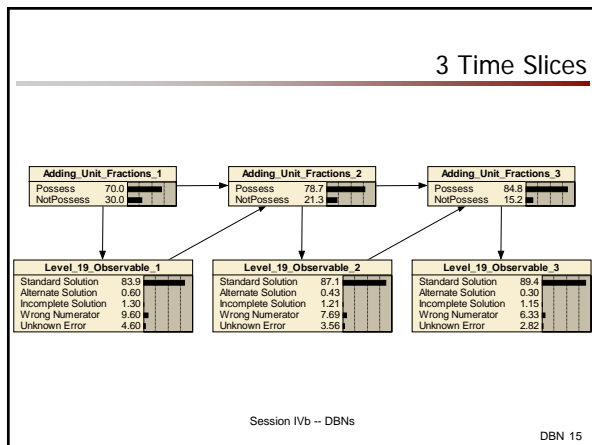 3 Time Slices
Adding_Unit_Fractions_1
Possess 70.0
NotPossess 30.0
Adding_Unit_Fractions_2
Possess 78.7
NotPossess 21.3
Adding_Unit_Fractions_3
Possess 84.8
NotPossess 15.2
Level_19_Observable_1
Standard Solution 83.9
Alternate Solution 0.60
Incomplete Solution 1.30
Wrong Numerator 9.60
Unknown Error 4.60
Level_19_Observable_2
Standard Solution 87.1
Alternate Solution 0.43
Incomplete Solution 1.21
Wrong Numerator 7.69
Unknown Error 3.56
Level_19_Observable_3
Standard Solution 89.4
Alternate Solution 0.30
Incomplete Solution 1.15
Wrong Numerator 6.33
Unknown Error 2.82
Session IVb -- DBNs
DBN 15